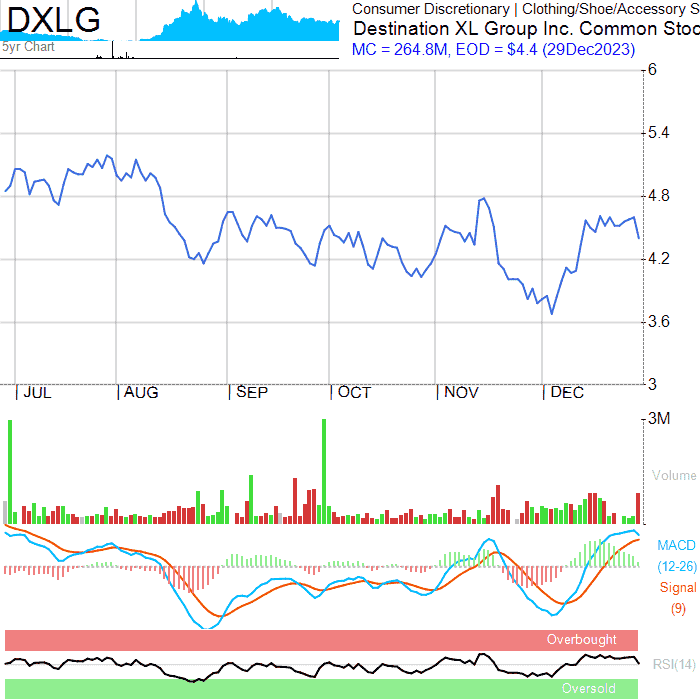 DXLG
5yr Chart
Consumer Discretionary | Clothing/Shoe/Accessory S
Destination XL Group Inc. Common Stoc
MC = 264.8M, EOD = $4.4 (29Dec2023)
6
5.4
4.8
4.2
3.6
3
JUL
AUG
SEP
OCT
NOV
DEC
3M
Volume
MACD
(12-26)
Signal
(9)
Overbought
RSI(14)
Oversold